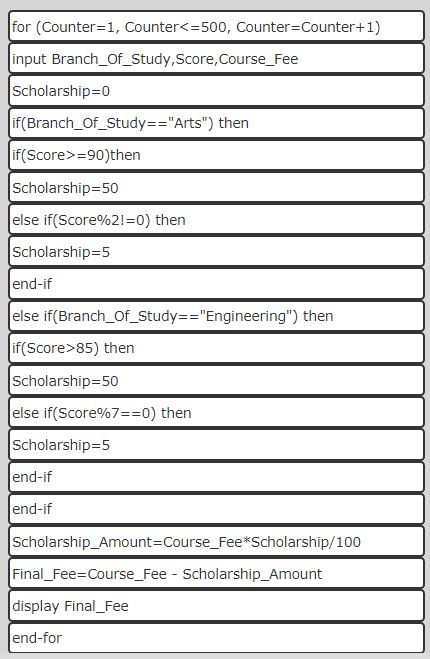 for (Counter=1, Counter<=500, Counter=Counter+1)
input Branch_Of_Study,Score,Course_Fee
Scholarship=0
if(Branch_Of_Study=="Arts") then
if(Score>=90)then
Scholarship=50
else if(Score%2!=0) then
Scholarship=5
end-if
else if(Branch_Of_Study=="Engineering") then
if(Score>85) then
Scholarship=50
else if(Score%7==0) then
Scholarship=5
end-if
end-if
Scholarship_Amount=Course_Fee*Scholarship/100
Final_Fee=Course_Fee - Scholarship_Amount
display Final_Fee
end-for